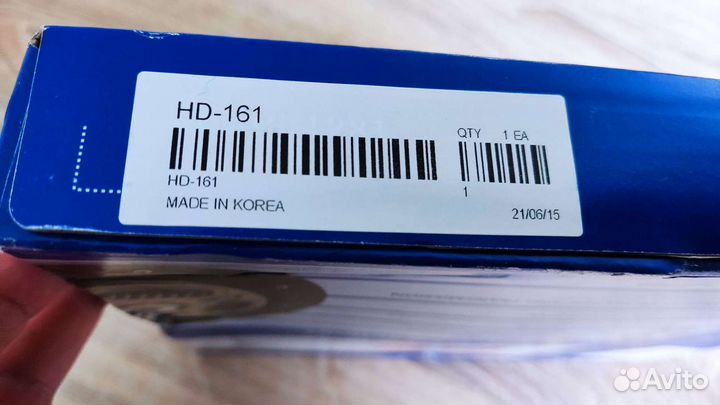 HD-161
QTY 1 EA
HD-161
1
MADE IN KOREA
21/06/15
Avito